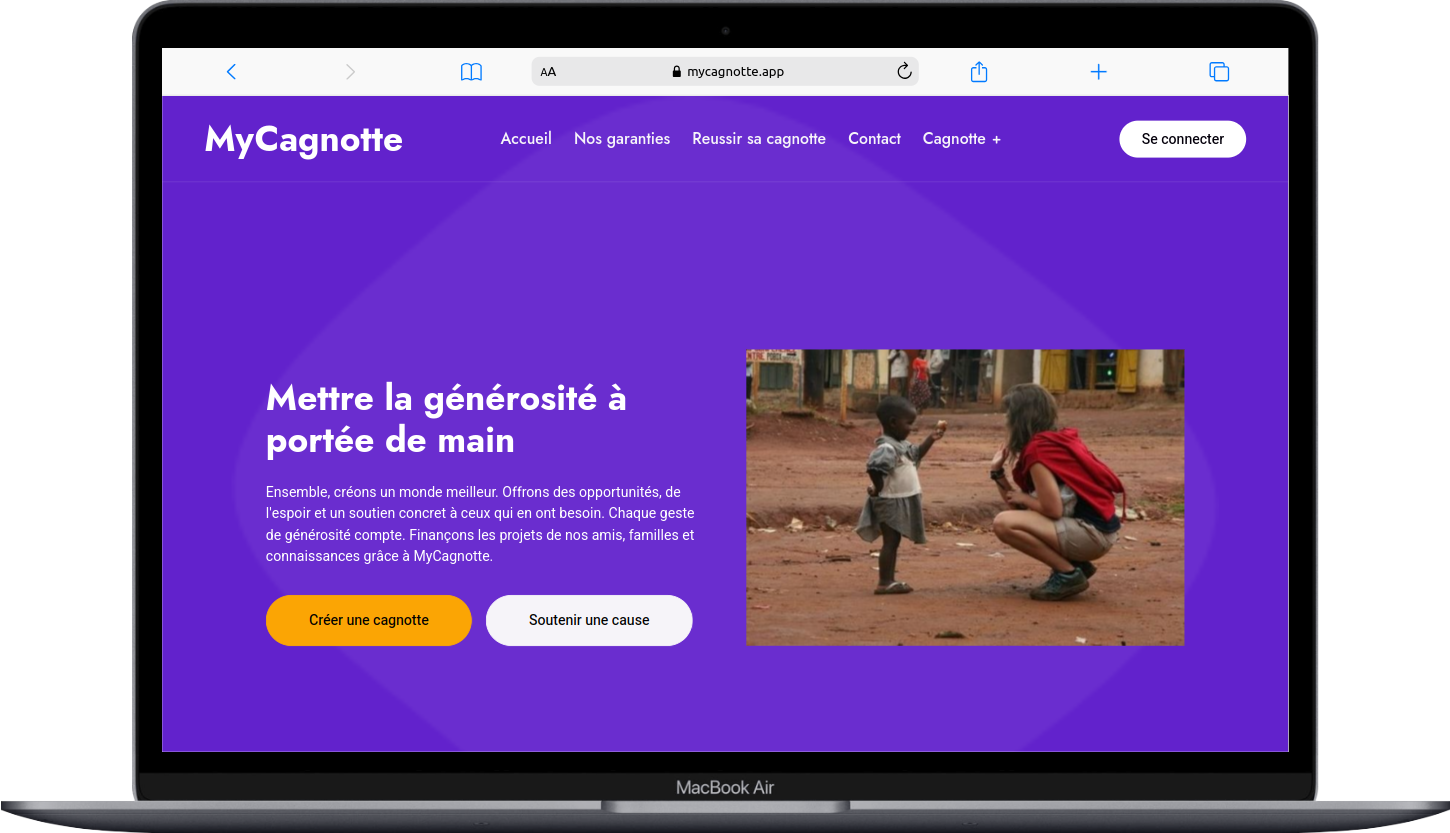 AA mycagnotte.app
MyCagnotte
Accueil Nos garanties Reussir sa cagnotte Contact Cagnotte +
Se connecter
Mettre la générosité à
portée de main
Ensemble, créons un monde meilleur. Offrons des opportunités, de
l'espoir et un soutien concret à ceux qui en ont besoin. Chaque geste
de générosité compte. Finançons les projets de nos amis, familles et
connaissances grâce à MyCagnotte.
Créer une cagnotte
Soutenir une cause
MacBook Air